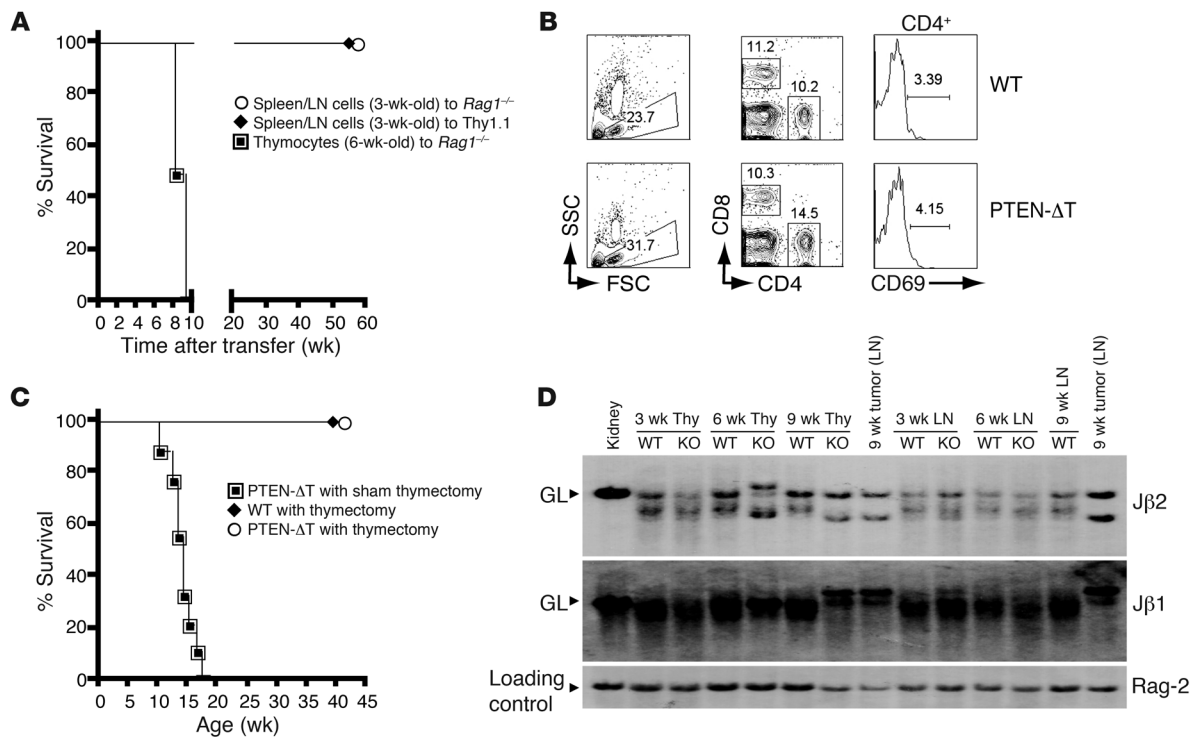 A
100
80
60
40
20
0
% Survival
Spleen/LN cells (3-wk-old) to Rag1–/–
Spleen/LN cells (3-wk-old) to Thy1.1
Thymocytes (6-wk-old) to Rag1–/–
0 2 4 6 8 10 20 30 40 50 60
Time after transfer (wk)
B
CD4+
23.7
11.2
10.2
3.39
WT
31.7
10.3
14.5
4.15
PTEN-ΔT
SSC
FSC
CD8
CD4
CD69
C
100
80
60
40
20
0
% Survival
PTEN-ΔT with sham thymectomy
WT with thymectomy
PTEN-ΔT with thymectomy
0 5 10 15 20 25 30 35 40 45
Age (wk)
D
Kidney
3 wk Thy
6 wk Thy
9 wk Thy
9 wk tumor (LN)
3 wk LN
6 wk LN
9 wk LN
9 wk tumor (LN)
WT KO WT KO WT KO WT KO WT KO WT
GL
Jβ2
GL
Jβ1
Loading
control
Rag-2